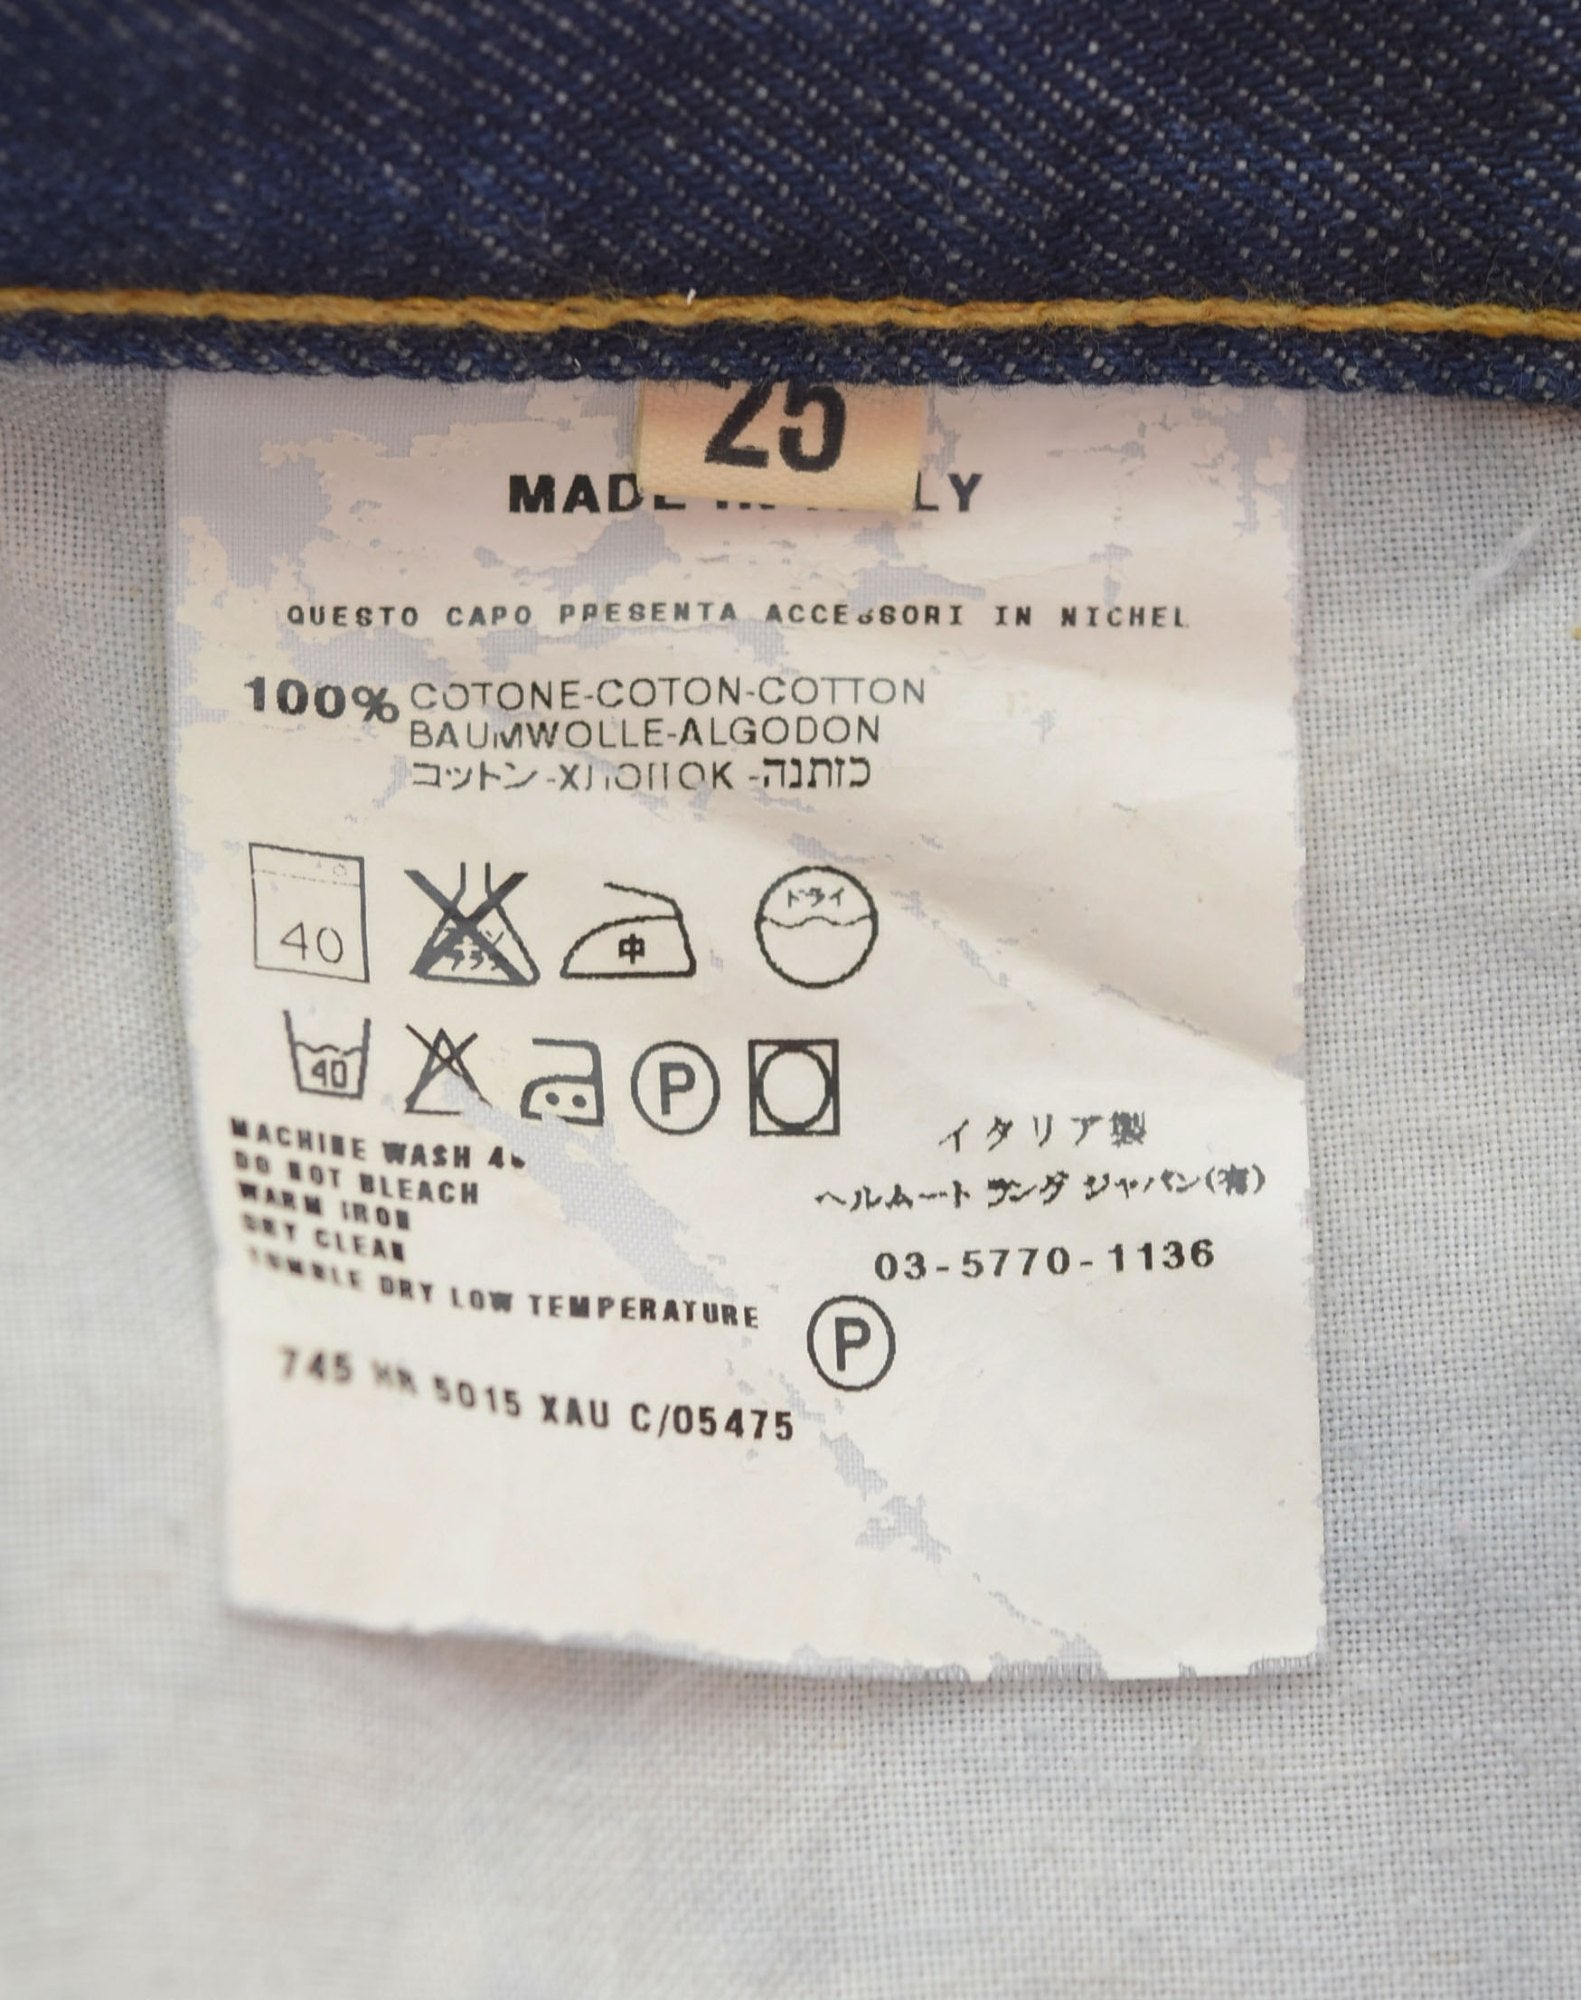 25
MADE IN ITALY
QUESTO CAPO PRESENTA ACCESSORI IN NICHEL
100% COTONE-COTON-COTTON
BAUMWOLLE-ALGODON
コットン-ХЛОПОК -כותנה
40
中
ドライ
40
P
MACHINE WASH 40
DO NOT BLEACH
WARM IRON
DRY CLEAN
TUMBLE DRY LOW TEMPERATURE
イタリア製
ヘルムート ラング ジャパン(有)
03-5770-1136
P
745 HR 5015 XAU C/05475